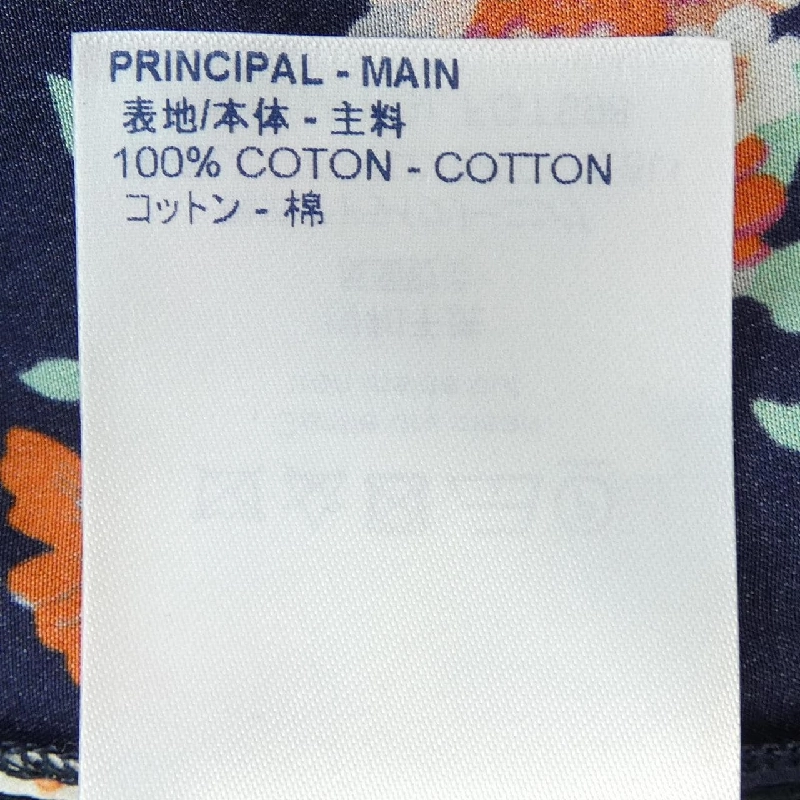 PRINCIPAL - MAIN
表地/本体 - 主料
100% COTON - COTTON
コットン - 棉